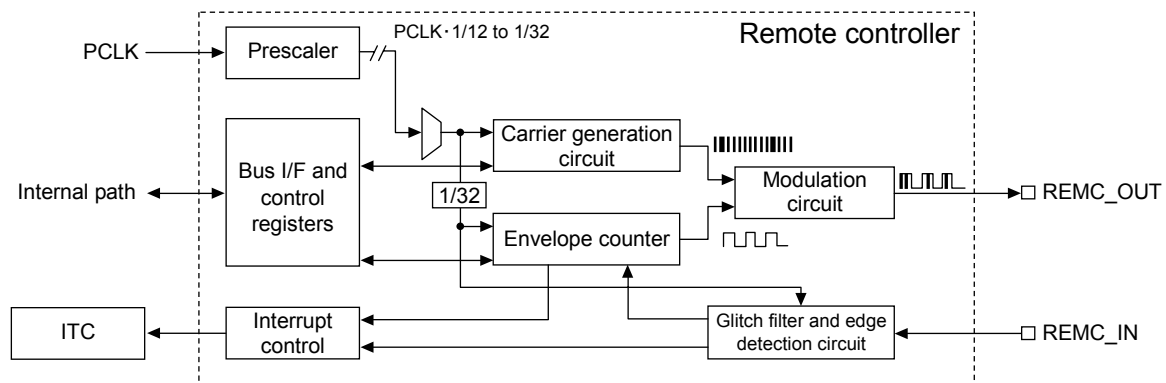 PCLK・1/12 to 1/32
Remote controller
PCLK
Prescaler
Carrier generation
circuit
Bus I/F and
control
registers
Internal path
1/32
Modulation
circuit
REMC_OUT
Envelope counter
ITC
Interrupt
control
Glitch filter and edge
detection circuit
REMC_IN